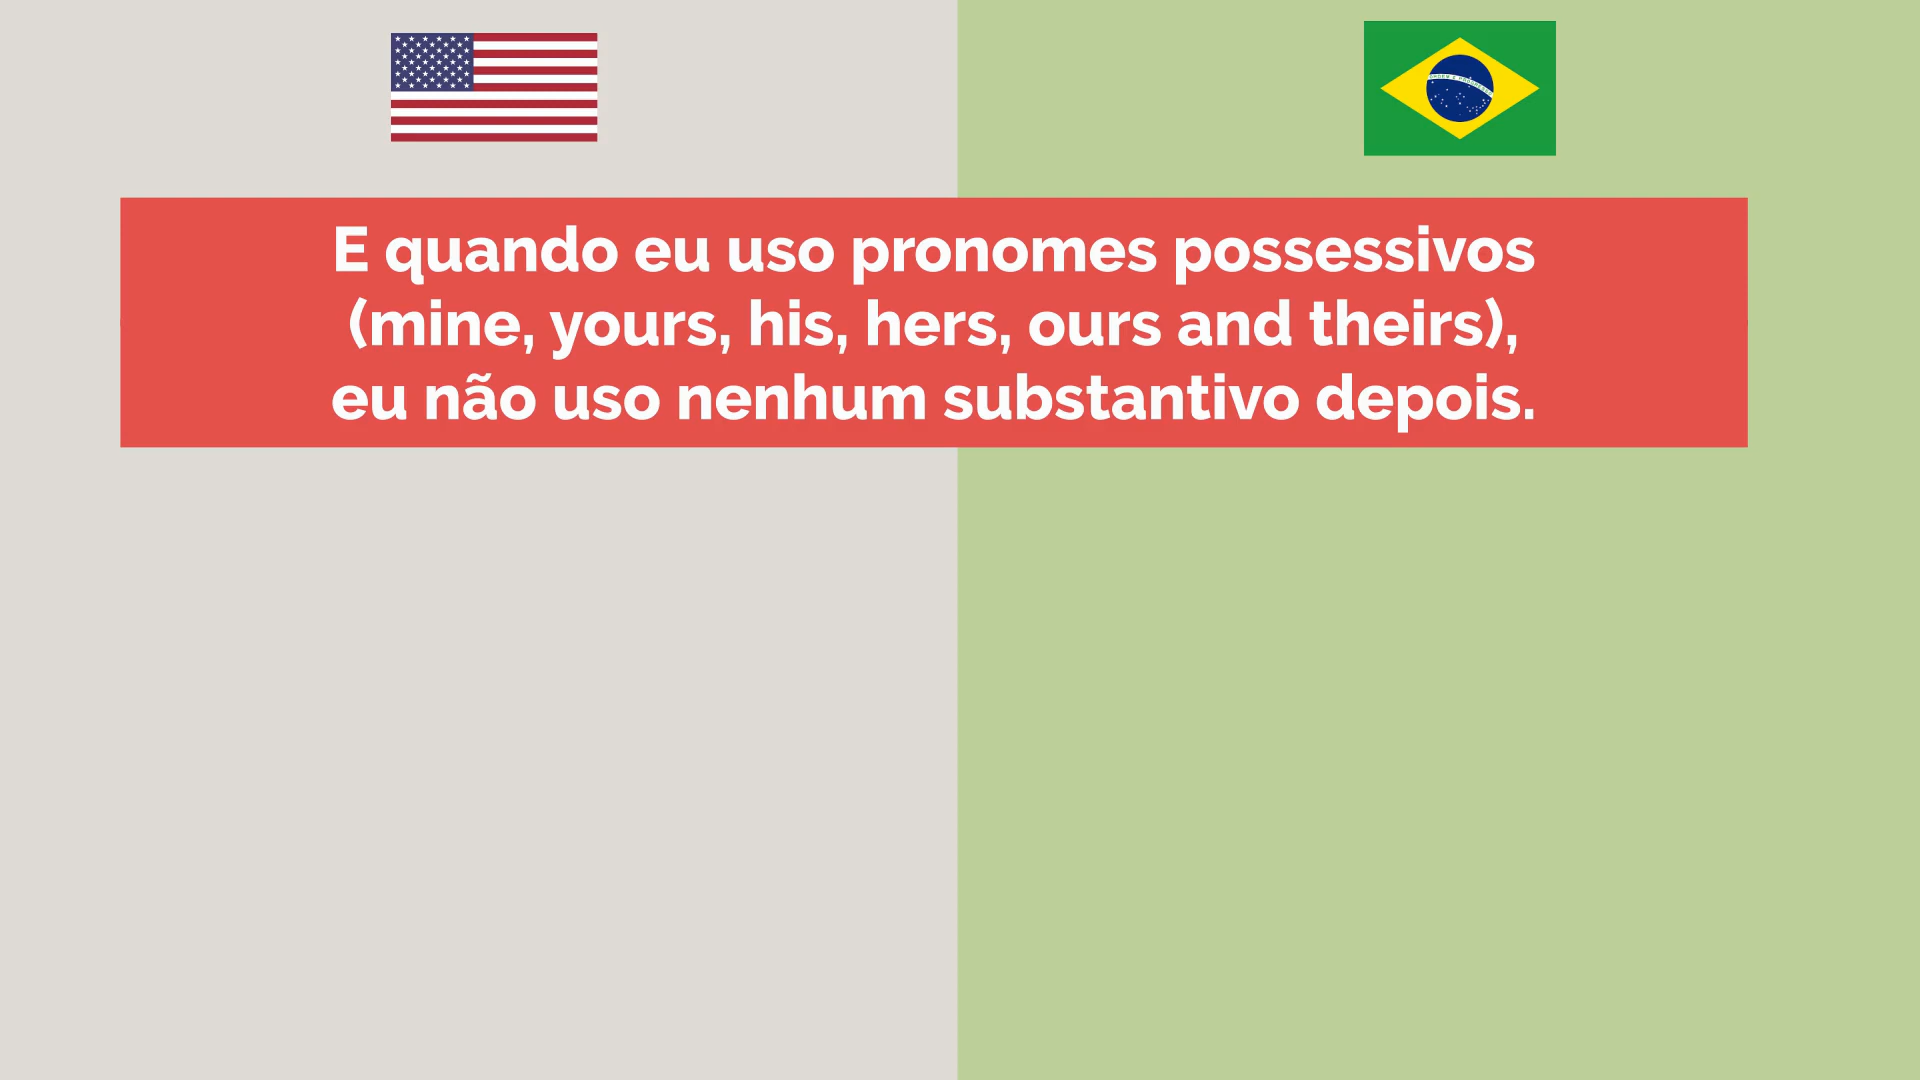 E quando eu uso pronomes possessivos
(mine, yours, his, hers, ours and theirs),
eu não uso nenhum substantivo depois.